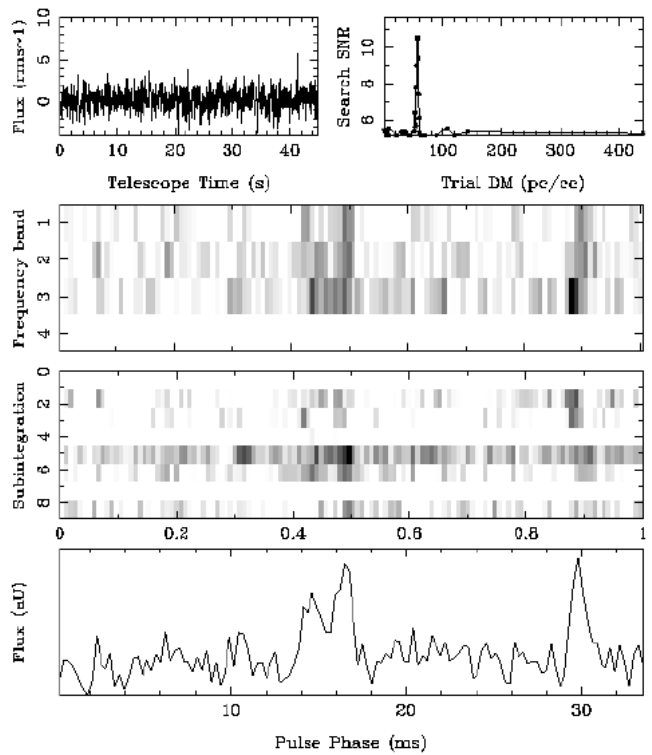 Flux (rms~1)
10
5
0
0 10 20 30 40
Telescope Time (s)
Search SNR
10
8
6
100 200 300 400
Trial DM (pc/cc)
Frequency band
1
2
3
4
Subintegration
0
2
4
6
8
0 0.2 0.4 0.6 0.8 1
Flux (aU)
10 20 30
Pulse Phase (ms)